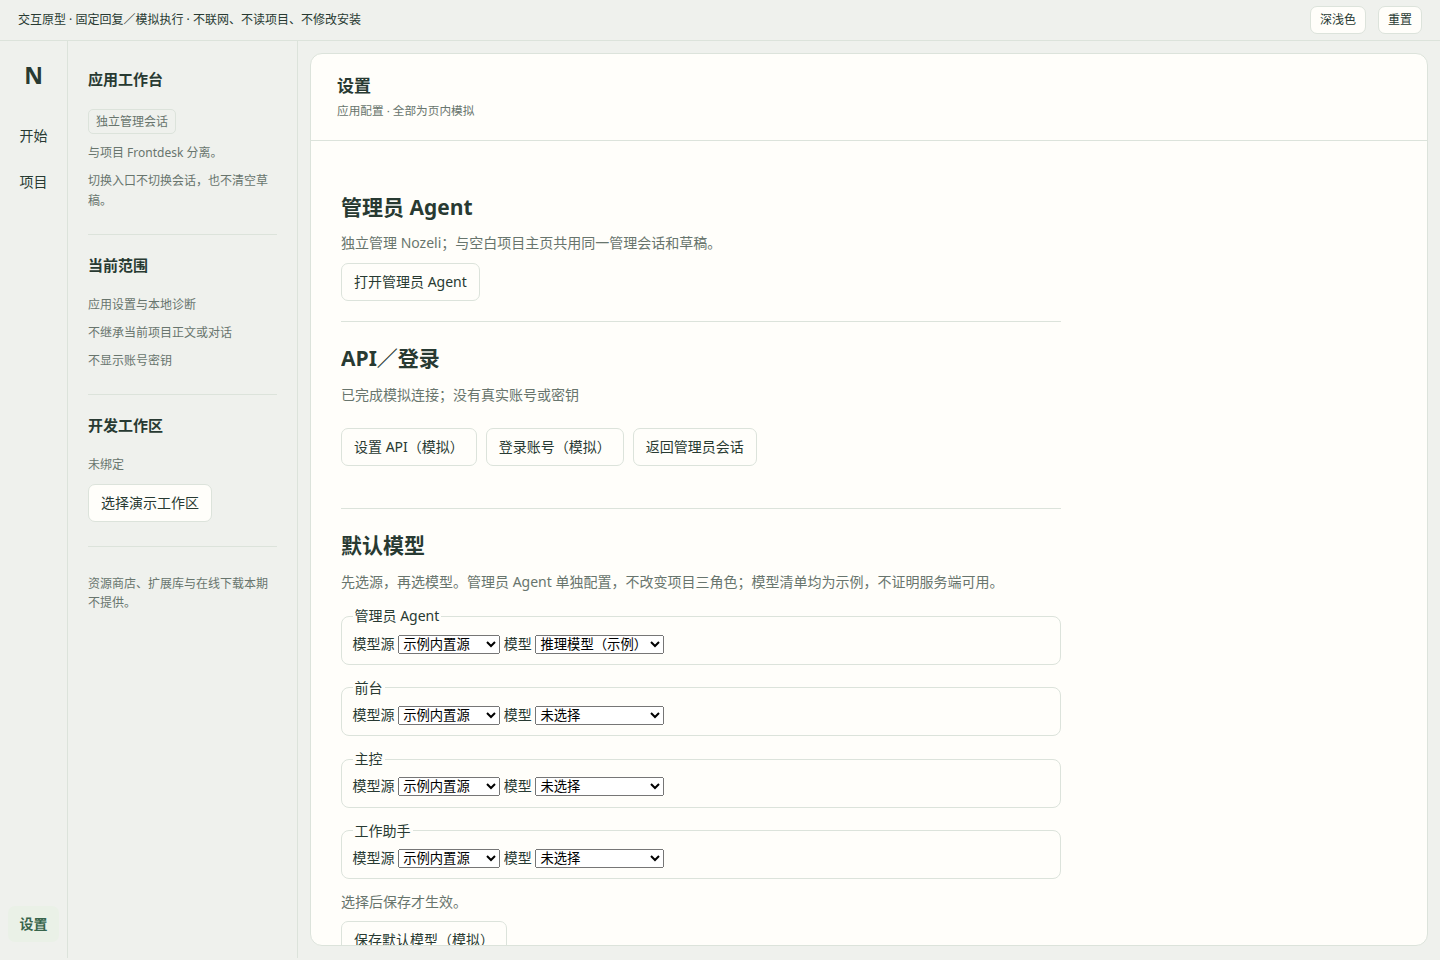 交互原型 · 固定回复／模拟执行 · 不联网、不读项目、不修改安装
深浅色
重置
N
开始
项目
设置
应用工作台
独立管理会话
与项目 Frontdesk 分离。
切换入口不切换会话，也不清空草
稿。
当前范围
应用设置与本地诊断
不继承当前项目正文或对话
不显示账号密钥
开发工作区
未绑定
选择演示工作区
资源商店、扩展库与在线下载本期
不提供。
设置
应用配置 · 全部为页内模拟
管理员 Agent
独立管理 Nozeli；与空白项目主页共用同一管理会话和草稿。
打开管理员 Agent
API／登录
已完成模拟连接；没有真实账号或密钥
设置 API（模拟）
登录账号（模拟）
返回管理员会话
默认模型
先选源，再选模型。管理员 Agent 单独配置，不改变项目三角色；模型清单均为示例，不证明服务端可用。
管理员 Agent
模型源 示例内置源 模型 推理模型（示例）
前台
模型源 示例内置源 模型 未选择
主控
模型源 示例内置源 模型 未选择
工作助手
模型源 示例内置源 模型 未选择
选择后保存才生效。
保存默认模型（模拟）